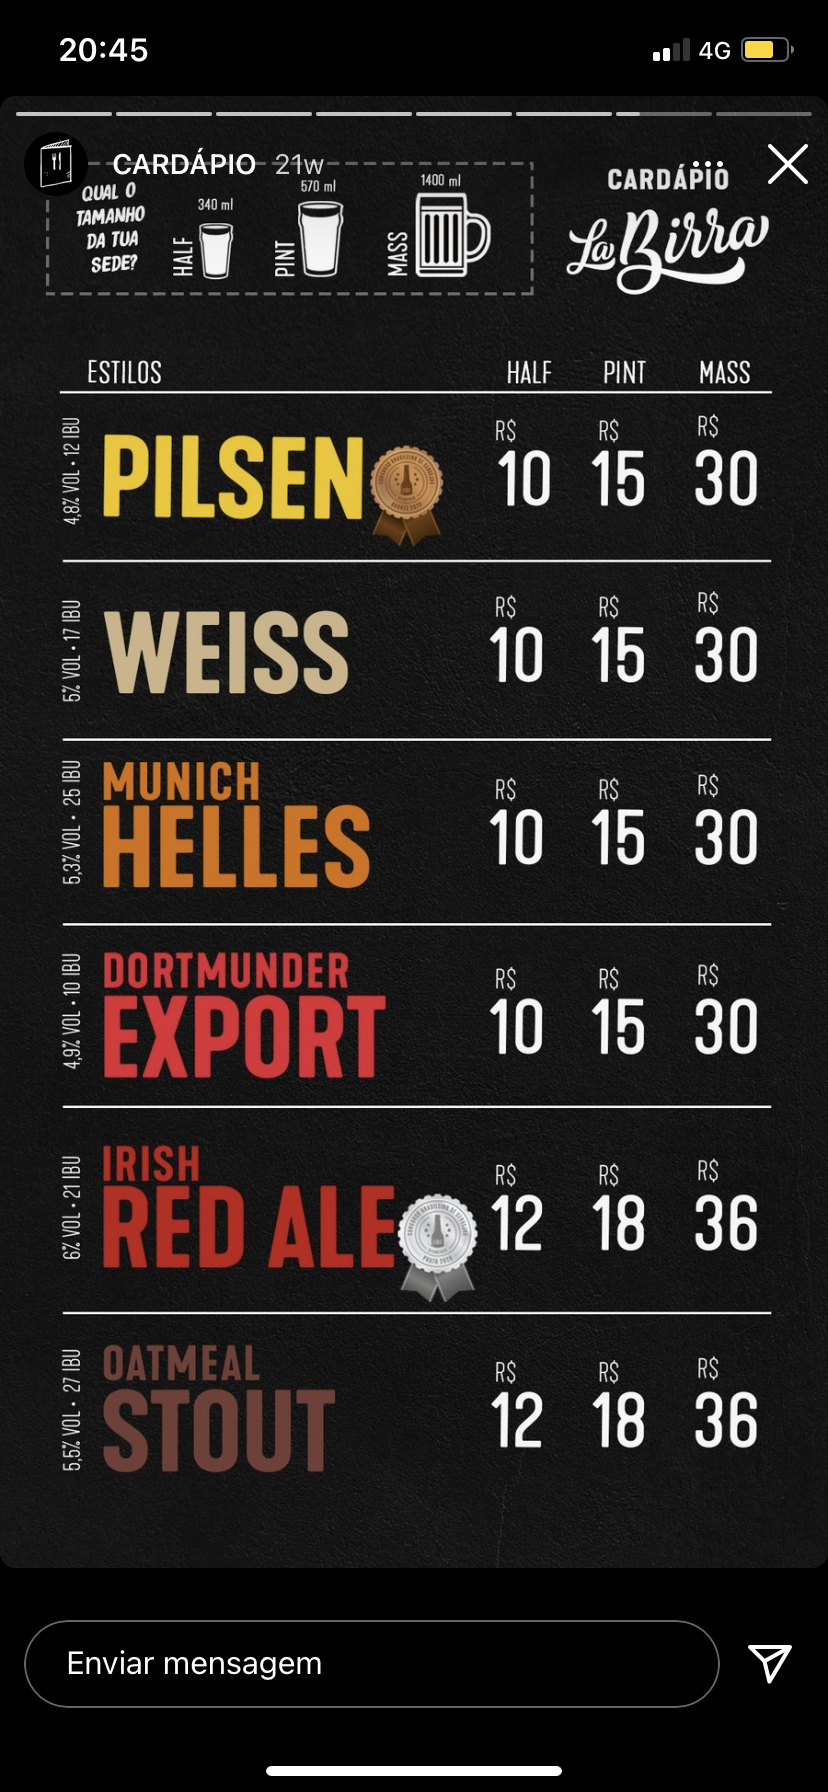 20:45
4G
CARDÁPIO 21w
QUAL O
TAMANHO
DA TUA
SEDE?
HALF
340 ml
PINT
570 ml
MASS
1400 ml
CARDÁPIO
La Birra
ESTILOS HALF PINT MASS
4,8% VOL • 12 IBU
PILSEN
R$ 10 R$ 15 R$ 30
5% VOL • 17 IBU
WEISS
R$ 10 R$ 15 R$ 30
5,3% VOL • 25 IBU
MUNICH
HELLES
R$ 10 R$ 15 R$ 30
4,9% VOL • 10 IBU
DORTMUNDER
EXPORT
R$ 10 R$ 15 R$ 30
6% VOL • 21 IBU
IRISH
RED ALE
R$ 12 R$ 18 R$ 36
5,5% VOL • 27 IBU
OATMEAL
STOUT
R$ 12 R$ 18 R$ 36
Enviar mensagem